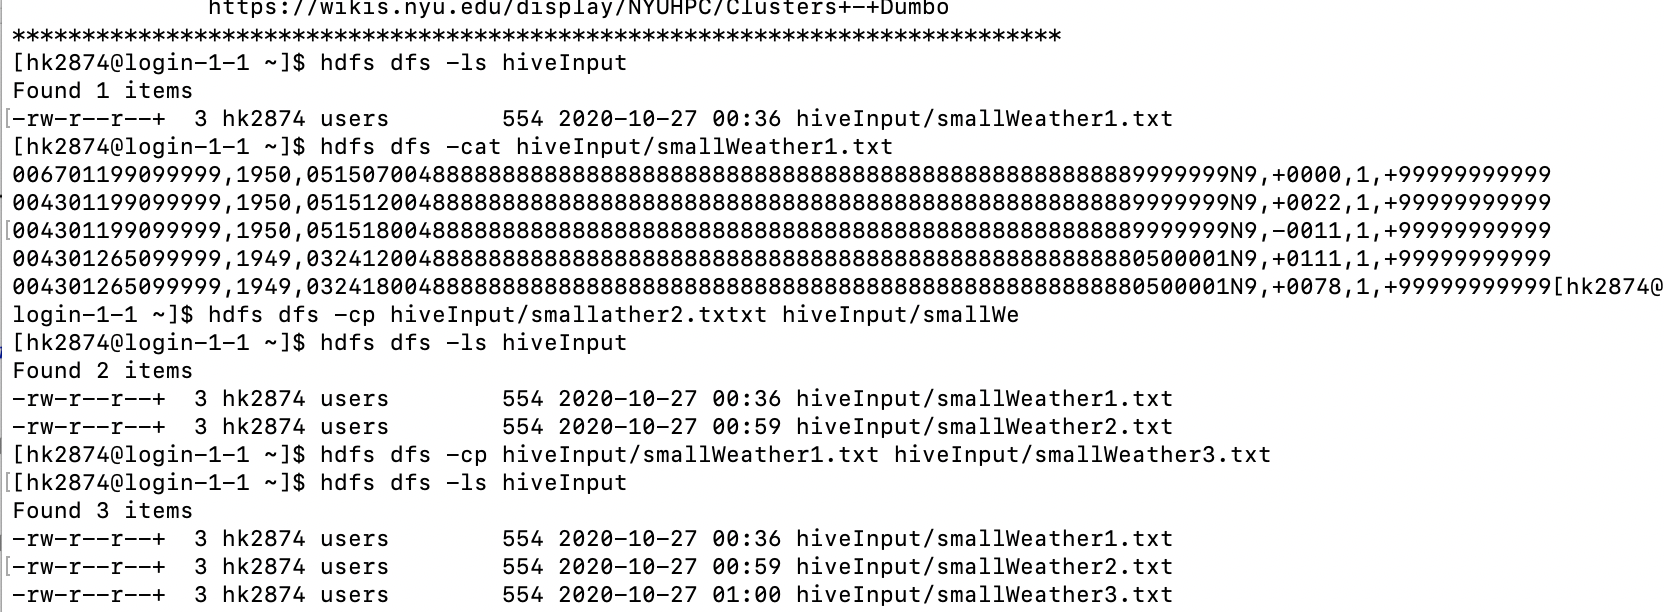 https://wikis.nyu.edu/display/NYUHPC/Clusters+-+Dumbo
***************************************************************************
[hk2874@login-1-1 ~]$ hdfs dfs -ls hiveInput
Found 1 items
-rw-r--r--+  3 hk2874 users        554 2020-10-27 00:36 hiveInput/smallWeather1.txt
[hk2874@login-1-1 ~]$ hdfs dfs -cat hiveInput/smallWeather1.txt
006701199099999,1950,051507004888888888888888888888888888888888888888888888888889999999N9,+0000,1,+99999999999
004301199099999,1950,051512004888888888888888888888888888888888888888888888888889999999N9,+0022,1,+99999999999
004301199099999,1950,051518004888888888888888888888888888888888888888888888888889999999N9,-0011,1,+99999999999
004301265099999,1949,032412004888888888888888888888888888888888888888888888888880500001N9,+0111,1,+99999999999
004301265099999,1949,032418004888888888888888888888888888888888888888888888888880500001N9,+0078,1,+99999999999[hk2874@
login-1-1 ~]$ hdfs dfs -cp hiveInput/smallather2.txtxt hiveInput/smallWe
[hk2874@login-1-1 ~]$ hdfs dfs -ls hiveInput
Found 2 items
-rw-r--r--+  3 hk2874 users        554 2020-10-27 00:36 hiveInput/smallWeather1.txt
-rw-r--r--+  3 hk2874 users        554 2020-10-27 00:59 hiveInput/smallWeather2.txt
[hk2874@login-1-1 ~]$ hdfs dfs -cp hiveInput/smallWeather1.txt hiveInput/smallWeather3.txt
[hk2874@login-1-1 ~]$ hdfs dfs -ls hiveInput
Found 3 items
-rw-r--r--+  3 hk2874 users        554 2020-10-27 00:36 hiveInput/smallWeather1.txt
-rw-r--r--+  3 hk2874 users        554 2020-10-27 00:59 hiveInput/smallWeather2.txt
-rw-r--r--+  3 hk2874 users        554 2020-10-27 01:00 hiveInput/smallWeather3.txt